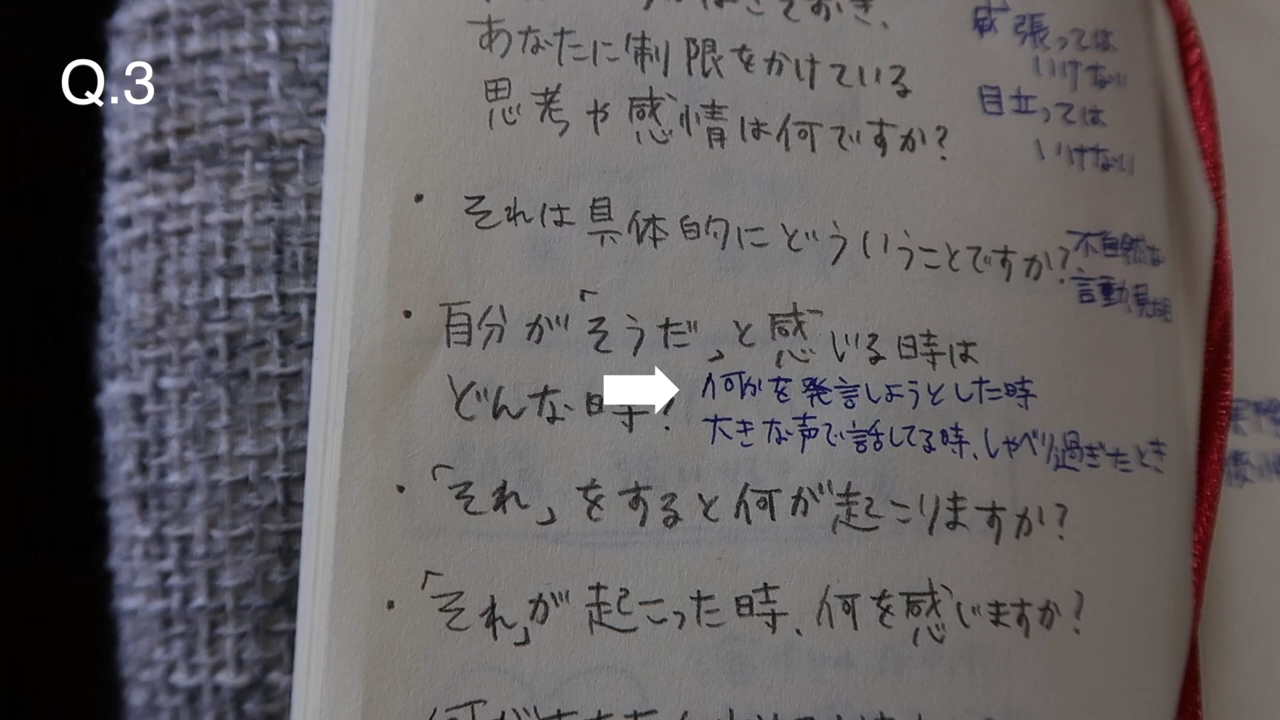 Q.3
あなたに制限をかけている
思考や感情は何ですか?
威張っては
いけない
目立っては
いけない
・それは具体的にどういうことですか?
不自然な
言動、
・自分が「そうだ」と感じる時は
どんな時?
何かを発言しようとした時
大きな声で話してる時、しゃべり過ぎたとき
・「それ」をすると何が起こりますか?
・「それ」が起こった時、何を感じますか?